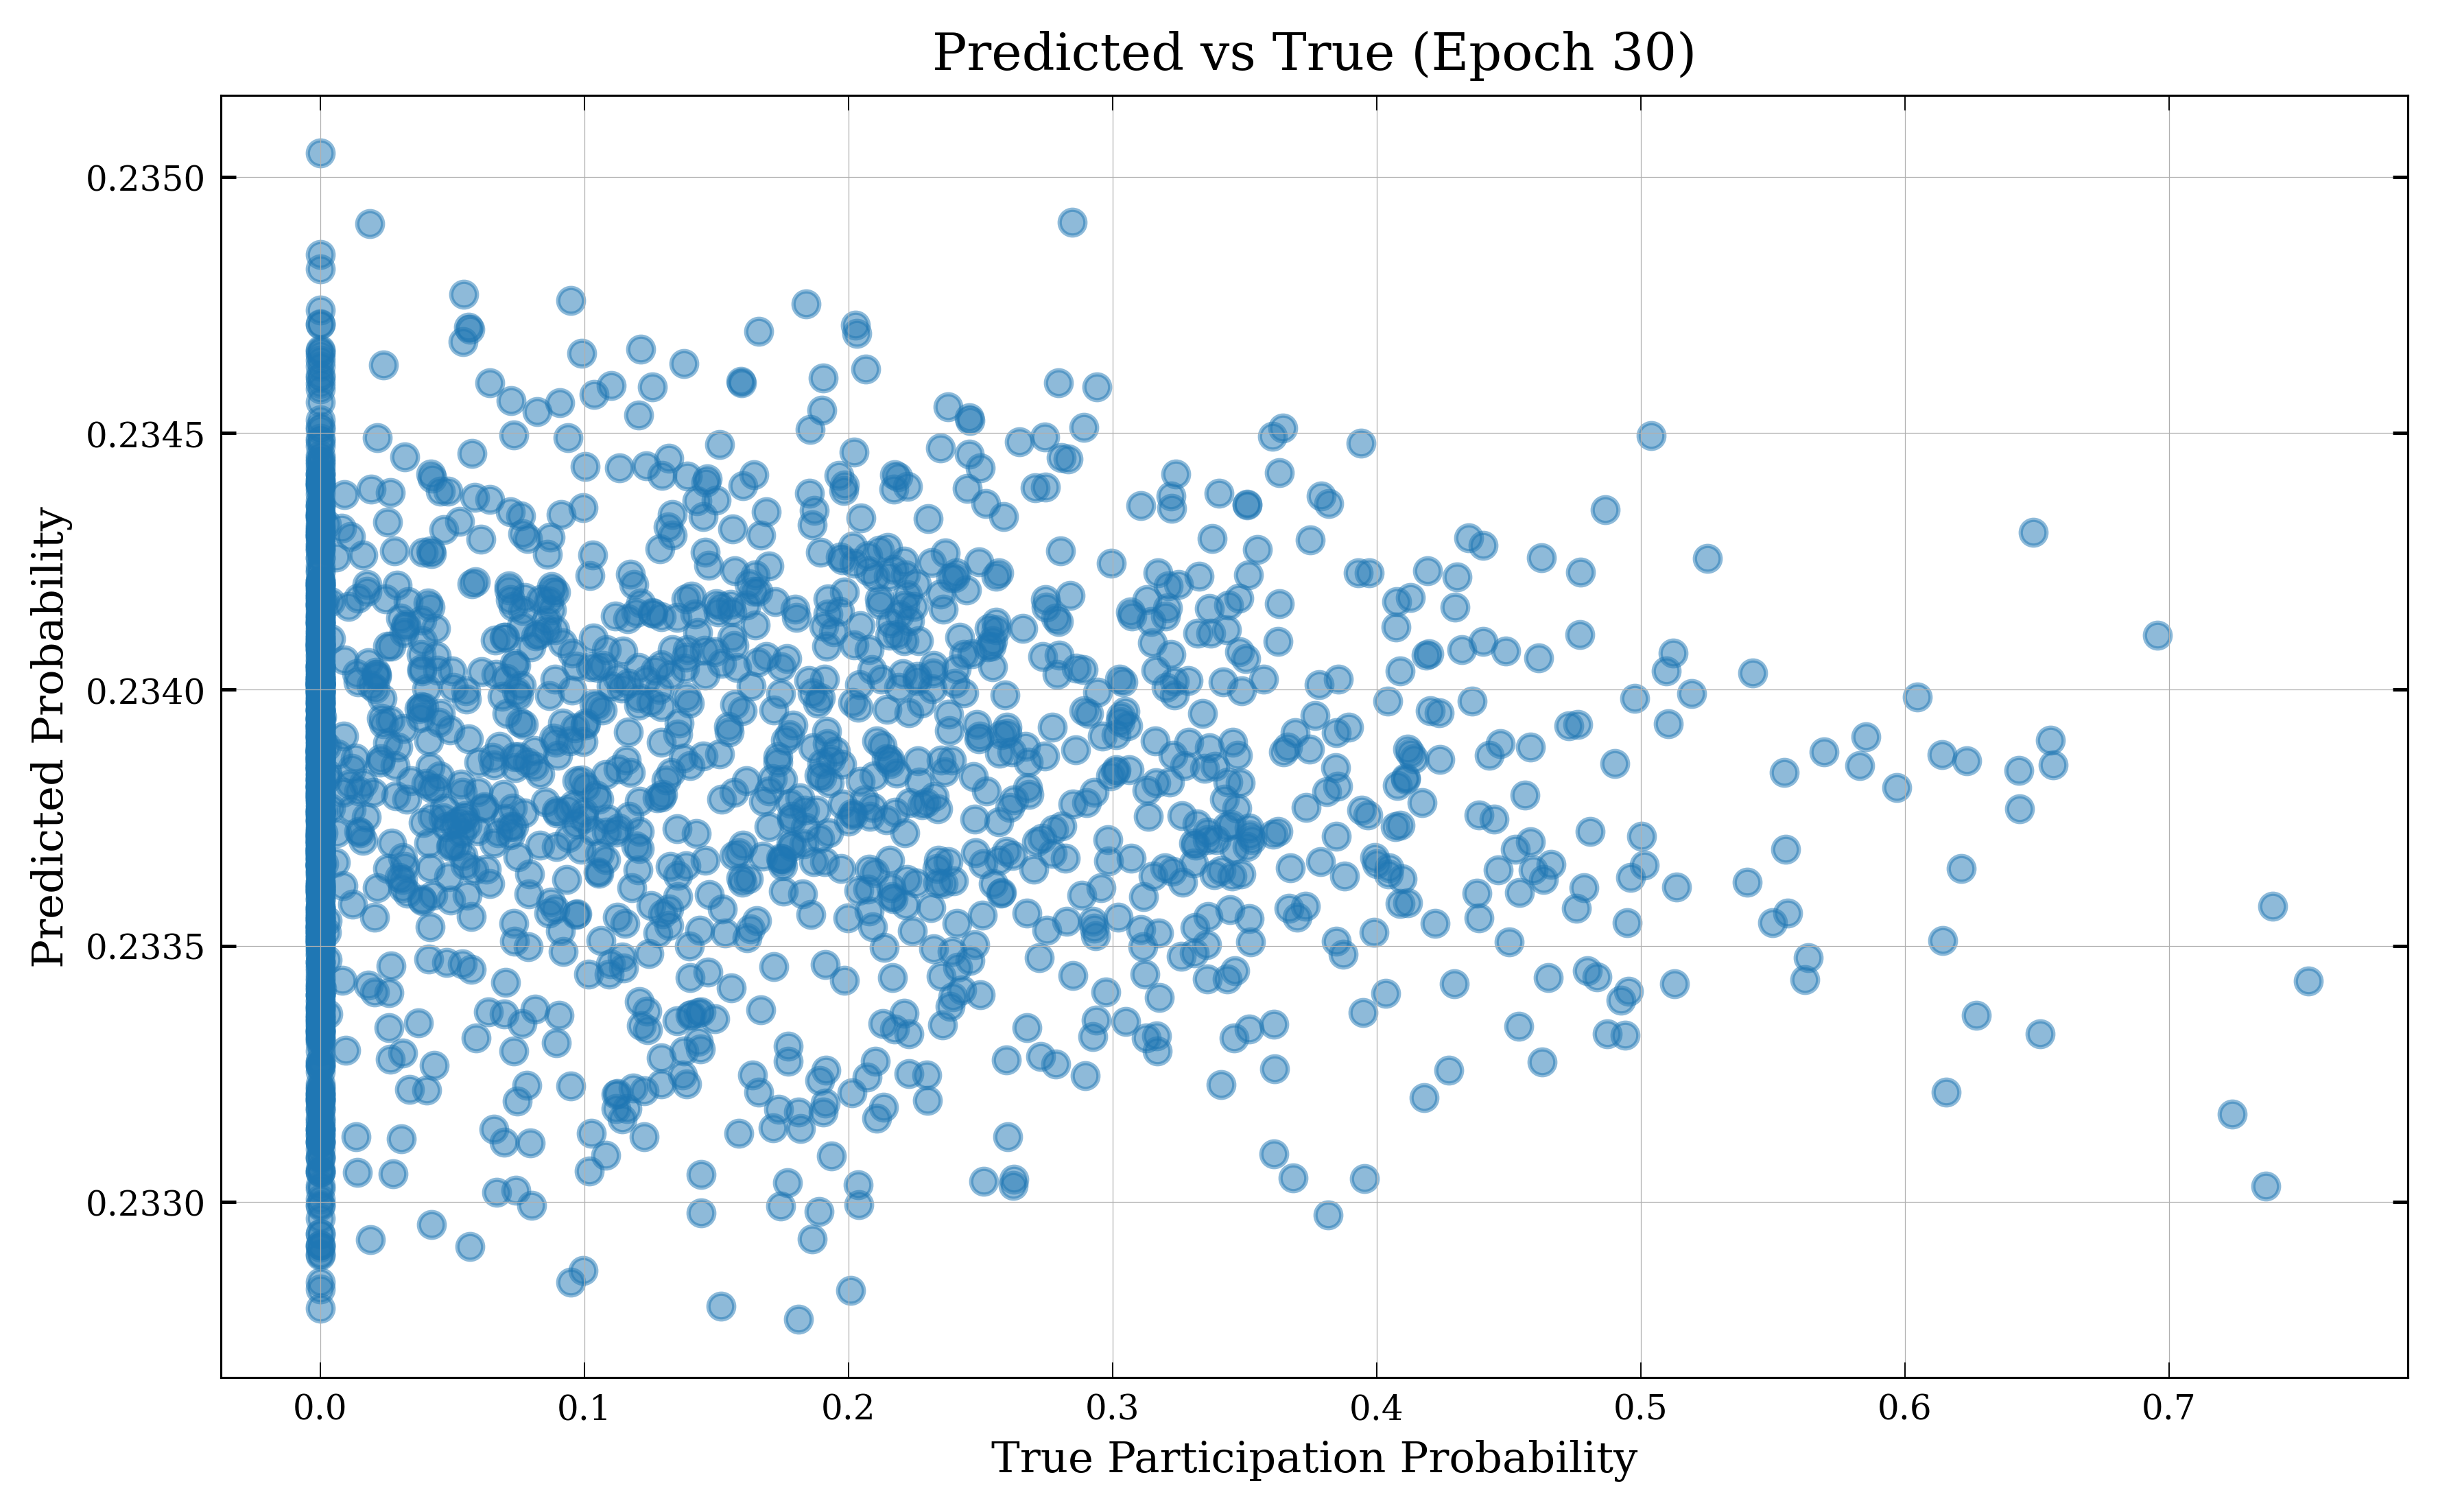 Predicted vs True (Epoch 30)
Predicted Probability
0.2350
0.2345
0.2340
0.2335
0.2330
0.0 0.1 0.2 0.3 0.4 0.5 0.6 0.7
True Participation Probability